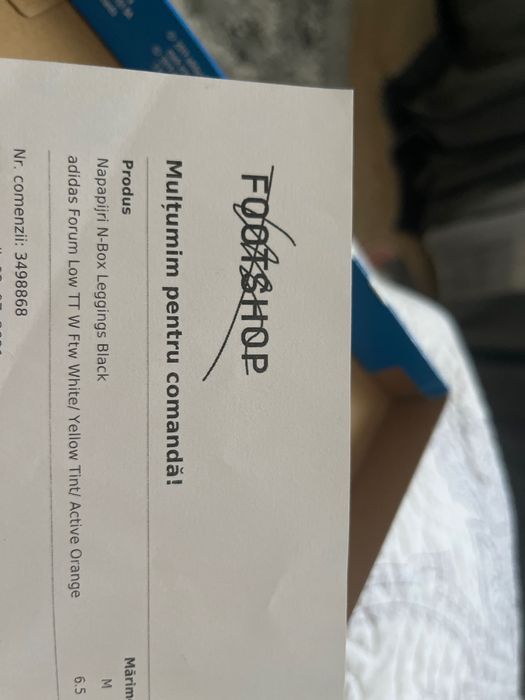 FOOTSHOP
Mulțumim pentru comandă!
Produs Mărim
Napapijri N-Box Leggings Black M
adidas Forum Low TT W Ftw White/ Yellow Tint/ Active Orange 6.5
Nr. comenzii: 3498868